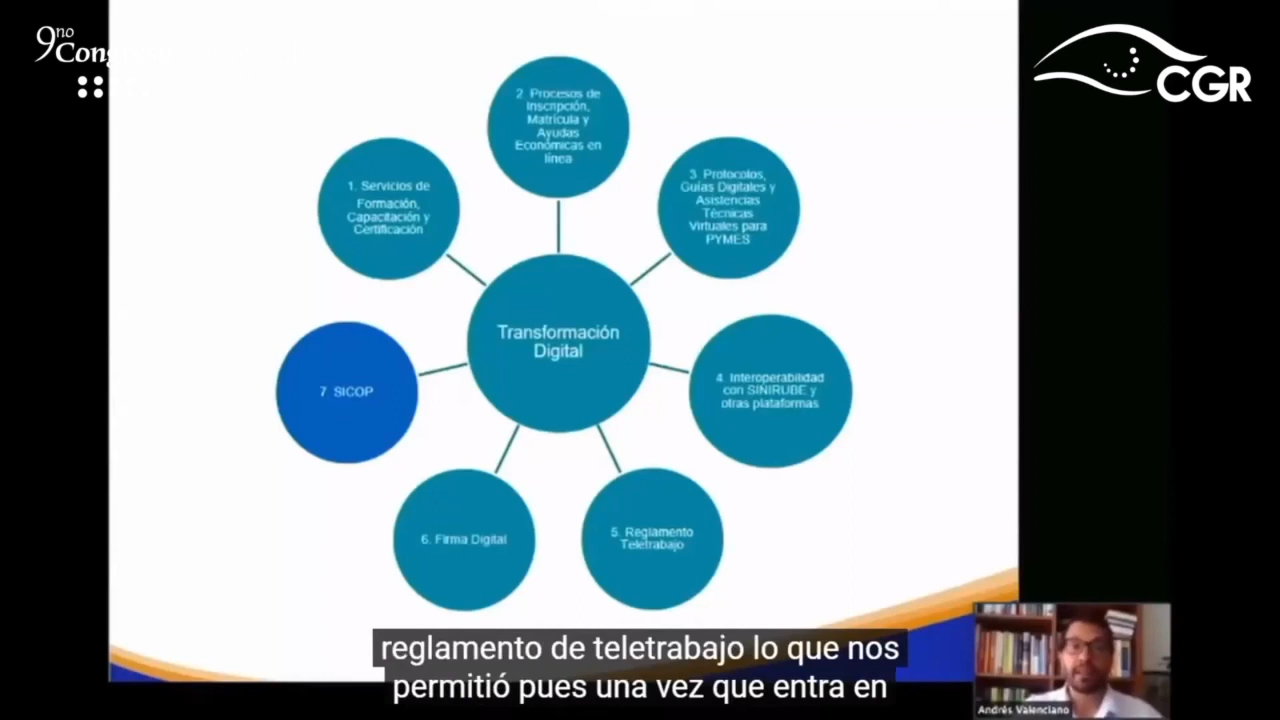 9no
Cong
CGR
2. Procesos de
Inscripción,
Matrícula y
Ayudas
Económicas en
línea
1. Servicios de
Formación,
Capacitación y
Certificación
3. Protocolos,
Guías Digitales y
Asistencias
Técnicas
Virtuales para
PYMES
Transformación
Digital
7 SICOP
4. Interoperabilidad
con SINIRUBE y
otras plataformas
6. Firma Digital
5. Reglamento
Teletrabajo
reglamento de teletrabajo lo que nos
permitió pues una vez que entra en
Andrés Valenciano